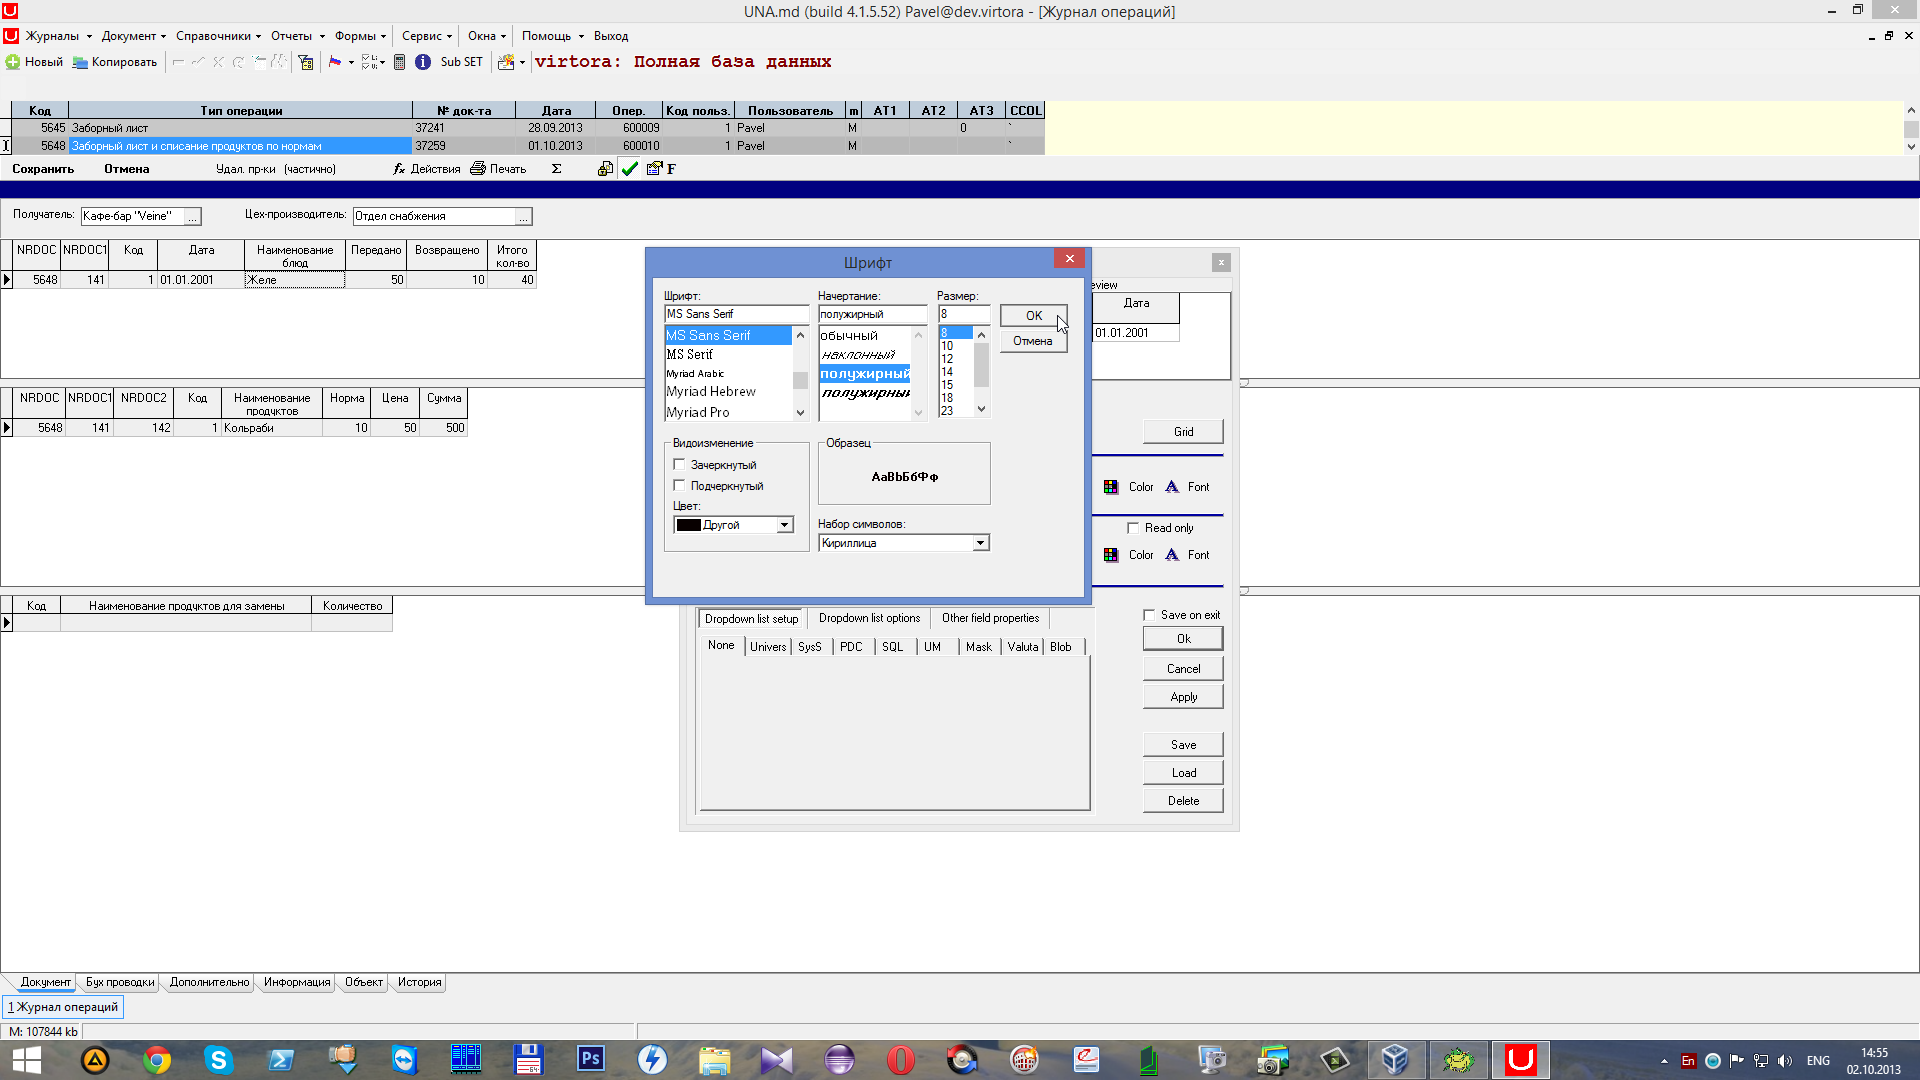 UNA.md (build 4.1.5.52) Pavel@dev.virtora - [Журнал операций]
Журналы Документ Справочники Отчеты Формы Сервис Окна Помощь Выход
Новый Копировать Sub SET virtora: Полная база данных
Код Тип операции № док-та Дата Опер. Код польз. Пользователь m AT1 AT2 AT3 CCOL
5645 Заборный лист 37241 28.09.2013 600009 1 Pavel M 0 `
5648 Заборный лист и списание продуктов по нормам 37259 01.10.2013 600010 1 Pavel M `
Сохранить Отмена Удал. пр-ки (частично) fx Действия Печать Σ F
Получатель: Кафе-бар "Veine" ... Цех-производитель: Отдел снабжения ...
NRDOC NRDOC1 Код Дата Наименование блюд Передано Возвращено Итого кол-во
5648 141 1 01.01.2001 Желе 50 10 40
NRDOC NRDOC1 NRDOC2 Код Наименование продуктов Норма Цена Сумма
5648 141 142 1 Кольраби 10 50 500
Код Наименование продуктов для замены Количество
Шрифт
Шрифт: Начертание: Размер:
MS Sans Serif полужирный 8 OK
MS Sans Serif обычный 8 Отмена
MS Serif наклонный 10
Myriad Arabic полужирный 12
Myriad Hebrew полужирны 14
Myriad Pro 15
18
23
Видоизменение Образец
Зачеркнутый АаВbБбФф
Подчеркнутый
Цвет: Набор символов:
Другой Кириллица
eview
Дата
01.01.2001
Grid
Color Font
Read only
Color Font
Save on exit
Dropdown list setup Dropdown list options Other field properties
None Univers SysS PDC SQL UM Mask Valuta Blob
Ok
Cancel
Apply
Save
Load
Delete
Документ Бух проводки Дополнительно Информация Объект История
1 Журнал операций
M: 107844 kb
64 Ps En ENG 14:55
02.10.2013